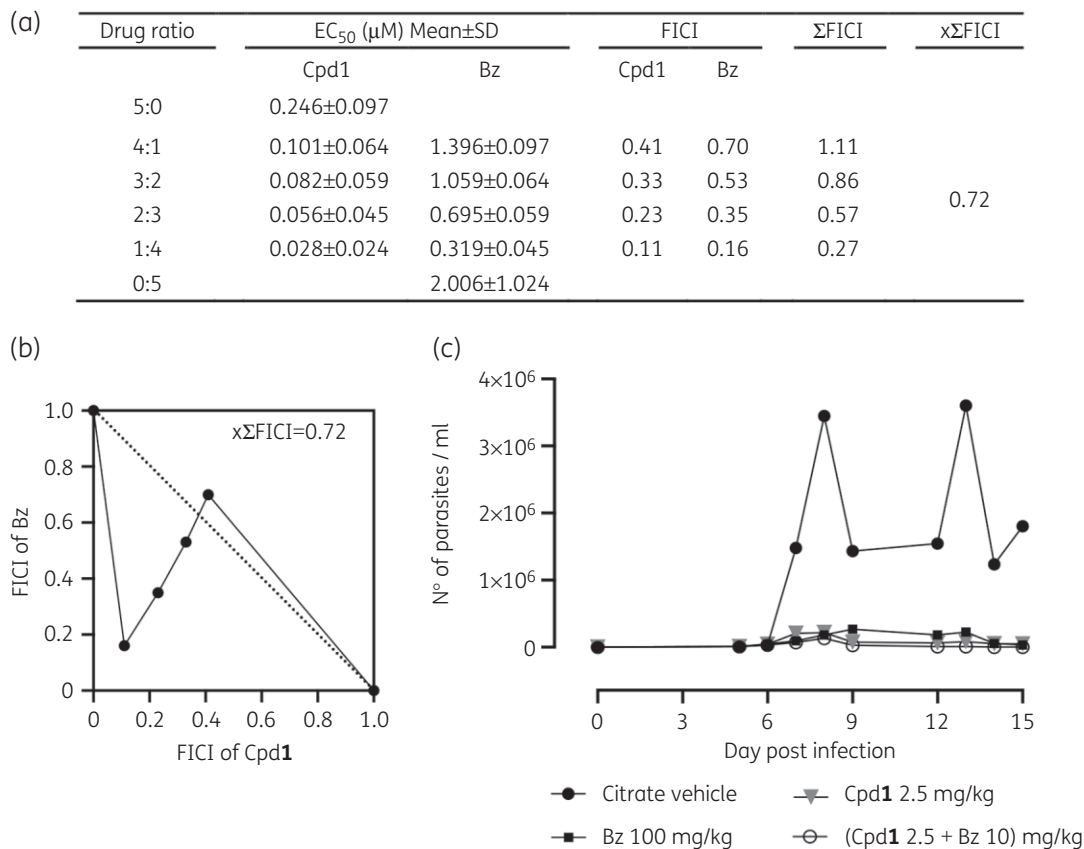 (a)
Drug ratio EC50 (µM) Mean±SD FICI ΣFICI xΣFICI
Cpd1 Bz Cpd1 Bz
5:0 0.246±0.097
4:1 0.101±0.064 1.396±0.097 0.41 0.70 1.11
3:2 0.082±0.059 1.059±0.064 0.33 0.53 0.86
0.72
2:3 0.056±0.045 0.695±0.059 0.23 0.35 0.57
1:4 0.028±0.024 0.319±0.045 0.11 0.16 0.27
0:5 2.006±1.024
(b)
1.0
0.8
0.6
0.4
0.2
0
FICI of Bz
xΣFICI=0.72
0 0.2 0.4 0.6 0.8 1.0
FICI of Cpd1
(c)
4×10⁶
3×10⁶
2×10⁶
1×10⁶
0
N° of parasites / ml
0 3 6 9 12 15
Day post infection
Citrate vehicle Cpd1 2.5 mg/kg
Bz 100 mg/kg (Cpd1 2.5 + Bz 10) mg/kg